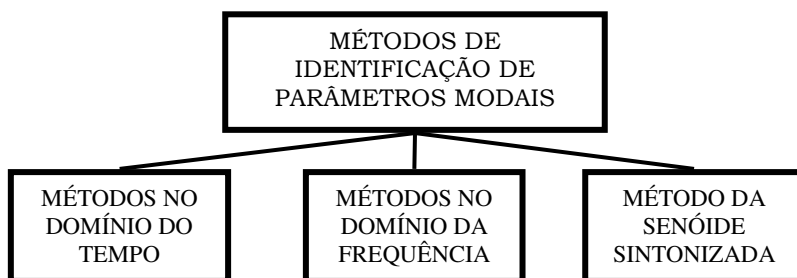 MÉTODOS DE
IDENTIFICAÇÃO DE
PARÂMETROS MODAIS
MÉTODOS NO
DOMÍNIO DO
TEMPO
MÉTODOS NO
DOMÍNIO DA
FREQUÊNCIA
MÉTODO DA
SENÓIDE
SINTONIZADA